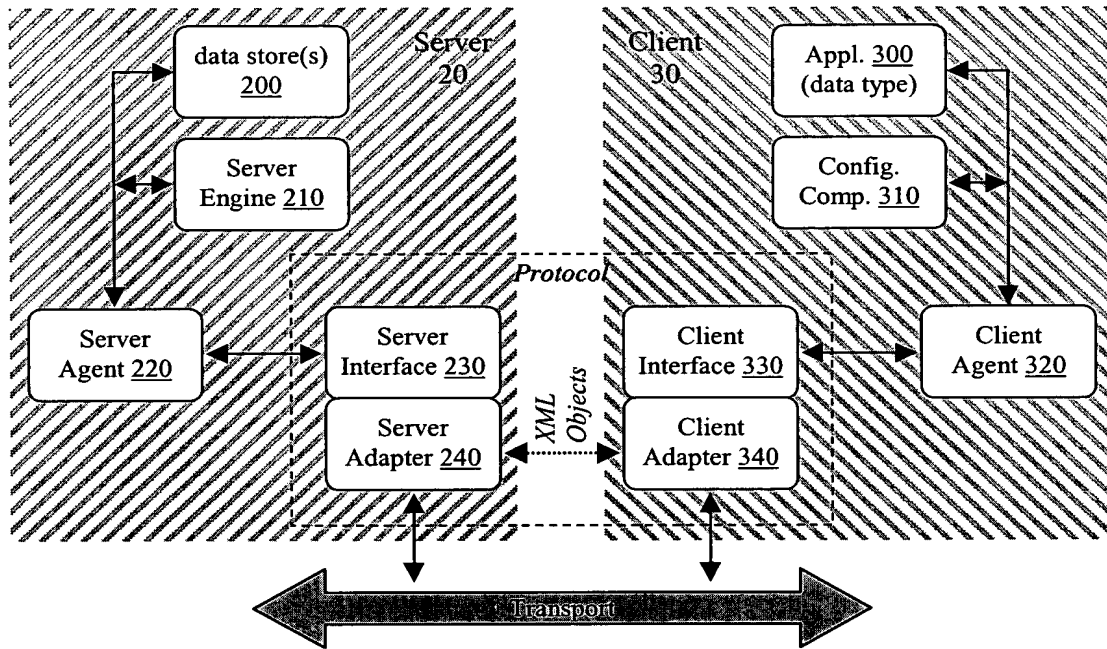 data store(s)
200
Server
20
Client
30
Appl. 300
(data type)
Server
Engine 210
Config.
Comp. 310
Protocol
Server
Agent 220
Server
Interface 230
Client
Interface 330
Client
Agent 320
XML
Objects
Server
Adapter 240
Client
Adapter 340
Transport